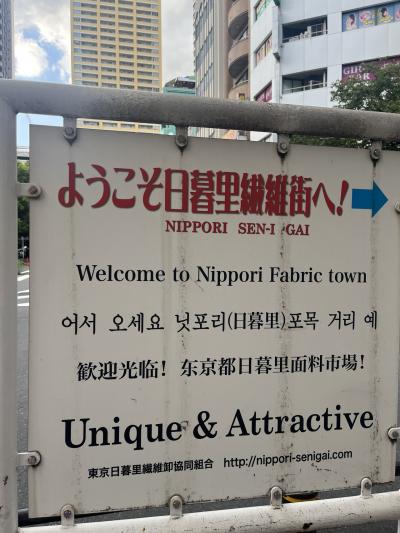 ようこそ日暮里繊維街へ!
NIPPORI SEN-I GAI
Welcome to Nippori Fabric town
어서 오세요 닛포리(日暮里)포목 거리 예
歓迎光临! 东京都日暮里面料市場!
Unique & Attractive
東京日暮里繊維卸協同組合 http://nippori-senigai.com